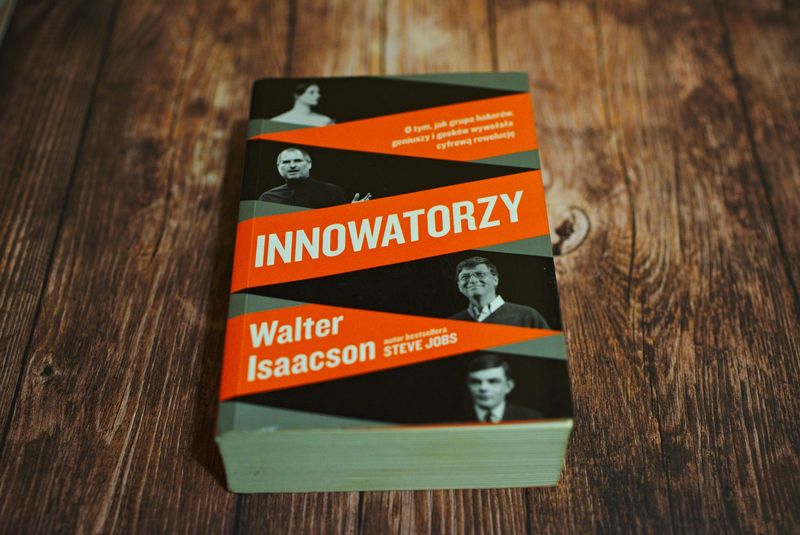 O tym, jak grupa hakerów,
geniuszy i geeków wywołała
cyfrową rewolucję
INNOWATORZY
Walter
Isaacson
autor bestsellera
STEVE JOBS